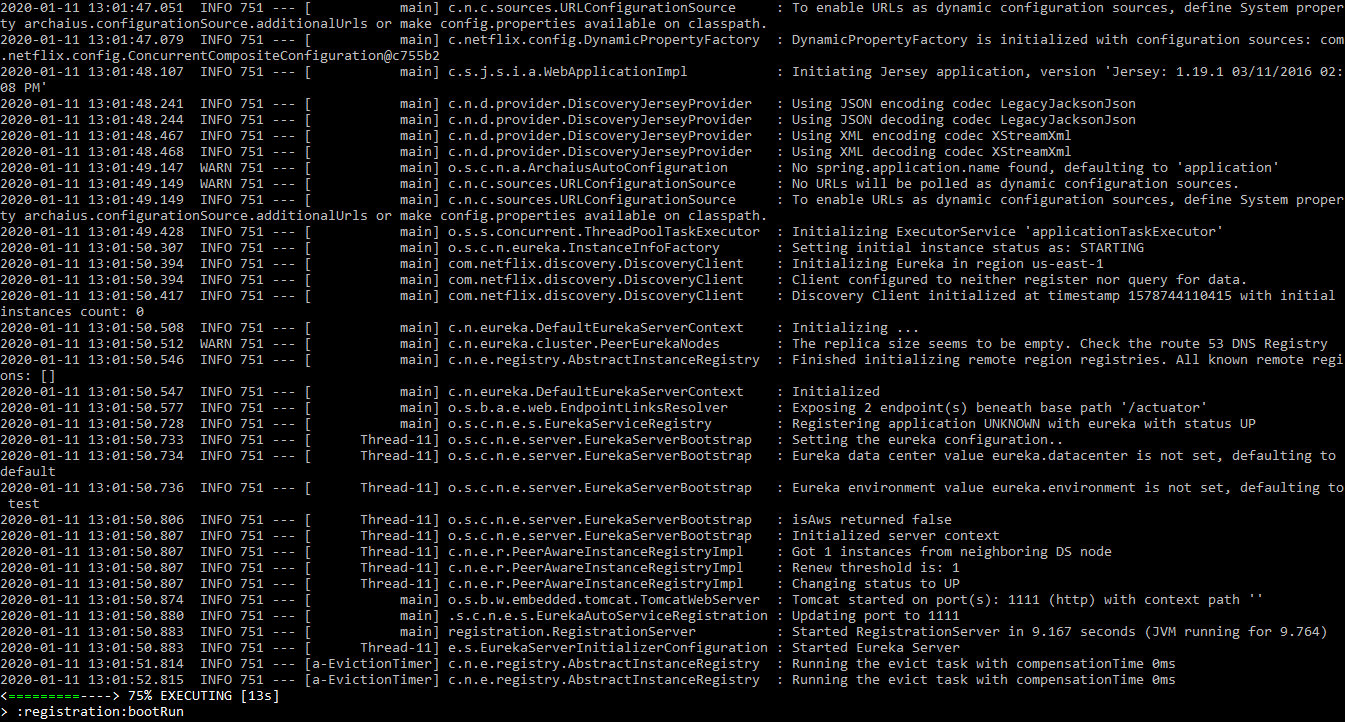 2020-01-11 13:01:47.051  INFO 751 --- [           main] c.n.c.sources.URLConfigurationSource     : To enable URLs as dynamic configuration sources, define System proper
ty archaius.configurationSource.additionalUrls or make config.properties available on classpath.
2020-01-11 13:01:47.079  INFO 751 --- [           main] c.netflix.config.DynamicPropertyFactory  : DynamicPropertyFactory is initialized with configuration sources: com
.netflix.config.ConcurrentCompositeConfiguration@c755b2
2020-01-11 13:01:48.107  INFO 751 --- [           main] c.s.j.s.i.a.WebApplicationImpl           : Initiating Jersey application, version 'Jersey: 1.19.1 03/11/2016 02:
08 PM'
2020-01-11 13:01:48.241  INFO 751 --- [           main] c.n.d.provider.DiscoveryJerseyProvider   : Using JSON encoding codec LegacyJacksonJson
2020-01-11 13:01:48.244  INFO 751 --- [           main] c.n.d.provider.DiscoveryJerseyProvider   : Using JSON decoding codec LegacyJacksonJson
2020-01-11 13:01:48.467  INFO 751 --- [           main] c.n.d.provider.DiscoveryJerseyProvider   : Using XML encoding codec XStreamXml
2020-01-11 13:01:48.468  INFO 751 --- [           main] c.n.d.provider.DiscoveryJerseyProvider   : Using XML decoding codec XStreamXml
2020-01-11 13:01:49.147  WARN 751 --- [           main] o.s.c.n.a.ArchaiusAutoConfiguration      : No spring.application.name found, defaulting to 'application'
2020-01-11 13:01:49.149  WARN 751 --- [           main] c.n.c.sources.URLConfigurationSource     : No URLs will be polled as dynamic configuration sources.
2020-01-11 13:01:49.149  INFO 751 --- [           main] c.n.c.sources.URLConfigurationSource     : To enable URLs as dynamic configuration sources, define System proper
ty archaius.configurationSource.additionalUrls or make config.properties available on classpath.
2020-01-11 13:01:49.428  INFO 751 --- [           main] o.s.s.concurrent.ThreadPoolTaskExecutor  : Initializing ExecutorService 'applicationTaskExecutor'
2020-01-11 13:01:50.307  INFO 751 --- [           main] o.s.c.n.eureka.InstanceInfoFactory       : Setting initial instance status as: STARTING
2020-01-11 13:01:50.394  INFO 751 --- [           main] com.netflix.discovery.DiscoveryClient    : Initializing Eureka in region us-east-1
2020-01-11 13:01:50.394  INFO 751 --- [           main] com.netflix.discovery.DiscoveryClient    : Client configured to neither register nor query for data.
2020-01-11 13:01:50.417  INFO 751 --- [           main] com.netflix.discovery.DiscoveryClient    : Discovery Client initialized at timestamp 1578744110415 with initial
instances count: 0
2020-01-11 13:01:50.508  INFO 751 --- [           main] c.n.eureka.DefaultEurekaServerContext    : Initializing ...
2020-01-11 13:01:50.512  WARN 751 --- [           main] c.n.eureka.cluster.PeerEurekaNodes       : The replica size seems to be empty. Check the route 53 DNS Registry
2020-01-11 13:01:50.546  INFO 751 --- [           main] c.n.e.registry.AbstractInstanceRegistry  : Finished initializing remote region registries. All known remote regi
ons: []
2020-01-11 13:01:50.547  INFO 751 --- [           main] c.n.eureka.DefaultEurekaServerContext    : Initialized
2020-01-11 13:01:50.577  INFO 751 --- [           main] o.s.b.a.e.web.EndpointLinksResolver      : Exposing 2 endpoint(s) beneath base path '/actuator'
2020-01-11 13:01:50.728  INFO 751 --- [           main] o.s.c.n.e.s.EurekaServiceRegistry        : Registering application UNKNOWN with eureka with status UP
2020-01-11 13:01:50.733  INFO 751 --- [      Thread-11] o.s.c.n.e.server.EurekaServerBootstrap   : Setting the eureka configuration..
2020-01-11 13:01:50.734  INFO 751 --- [      Thread-11] o.s.c.n.e.server.EurekaServerBootstrap   : Eureka data center value eureka.datacenter is not set, defaulting to
default
2020-01-11 13:01:50.736  INFO 751 --- [      Thread-11] o.s.c.n.e.server.EurekaServerBootstrap   : Eureka environment value eureka.environment is not set, defaulting to
 test
2020-01-11 13:01:50.806  INFO 751 --- [      Thread-11] o.s.c.n.e.server.EurekaServerBootstrap   : isAws returned false
2020-01-11 13:01:50.807  INFO 751 --- [      Thread-11] o.s.c.n.e.server.EurekaServerBootstrap   : Initialized server context
2020-01-11 13:01:50.807  INFO 751 --- [      Thread-11] c.n.e.r.PeerAwareInstanceRegistryImpl    : Got 1 instances from neighboring DS node
2020-01-11 13:01:50.807  INFO 751 --- [      Thread-11] c.n.e.r.PeerAwareInstanceRegistryImpl    : Renew threshold is: 1
2020-01-11 13:01:50.807  INFO 751 --- [      Thread-11] c.n.e.r.PeerAwareInstanceRegistryImpl    : Changing status to UP
2020-01-11 13:01:50.874  INFO 751 --- [           main] o.s.b.w.embedded.tomcat.TomcatWebServer  : Tomcat started on port(s): 1111 (http) with context path ''
2020-01-11 13:01:50.880  INFO 751 --- [           main] .s.c.n.e.s.EurekaAutoServiceRegistration : Updating port to 1111
2020-01-11 13:01:50.883  INFO 751 --- [           main] registration.RegistrationServer          : Started RegistrationServer in 9.167 seconds (JVM running for 9.764)
2020-01-11 13:01:50.883  INFO 751 --- [      Thread-11] e.s.EurekaServerInitializerConfiguration : Started Eureka Server
2020-01-11 13:01:51.814  INFO 751 --- [a-EvictionTimer] c.n.e.registry.AbstractInstanceRegistry  : Running the evict task with compensationTime 0ms
2020-01-11 13:01:52.815  INFO 751 --- [a-EvictionTimer] c.n.e.registry.AbstractInstanceRegistry  : Running the evict task with compensationTime 0ms
<=========----> 75% EXECUTING [13s]
> :registration:bootRun